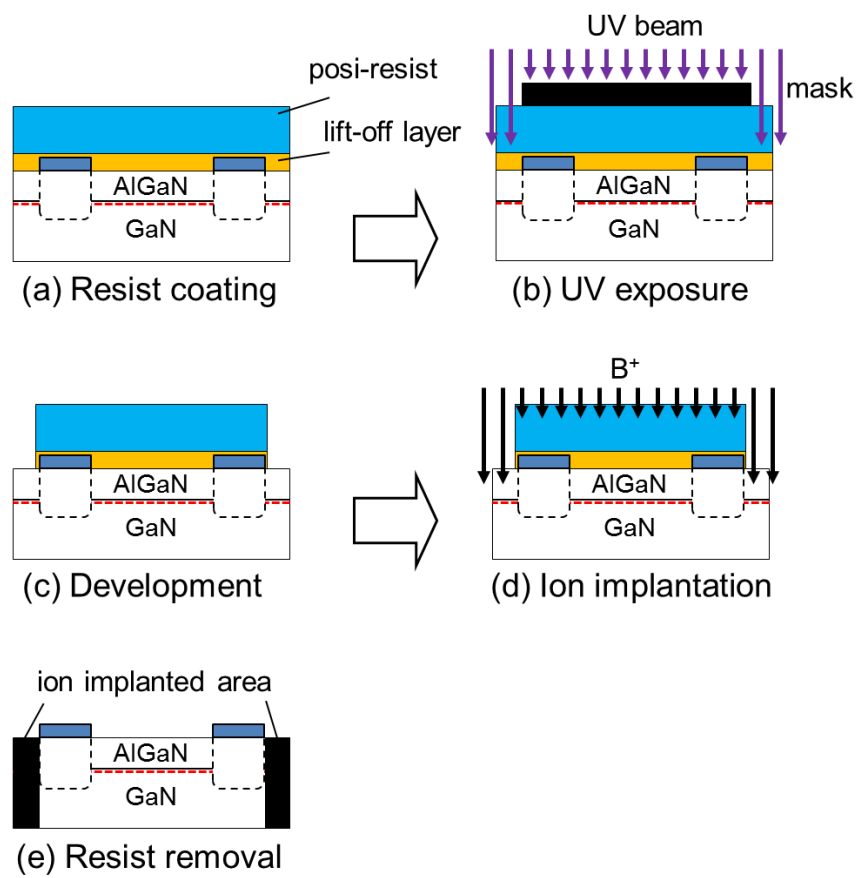 posi-resist
lift-off layer
AlGaN
GaN
(a) Resist coating
UV beam
mask
AlGaN
GaN
(b) UV exposure
AlGaN
GaN
(c) Development
B⁺
AlGaN
GaN
(d) Ion implantation
ion implanted area
AlGaN
GaN
(e) Resist removal